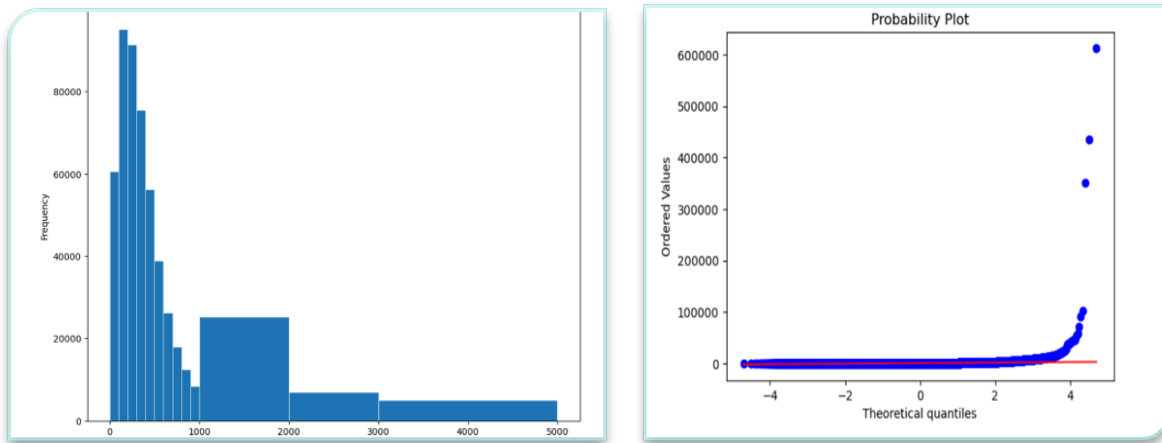 80000
60000
40000
20000
0
Frequency
0 1000 2000 3000 4000 5000
Probability Plot
600000
500000
400000
300000
200000
100000
0
Ordered Values
−4 −2 0 2 4
Theoretical quantiles